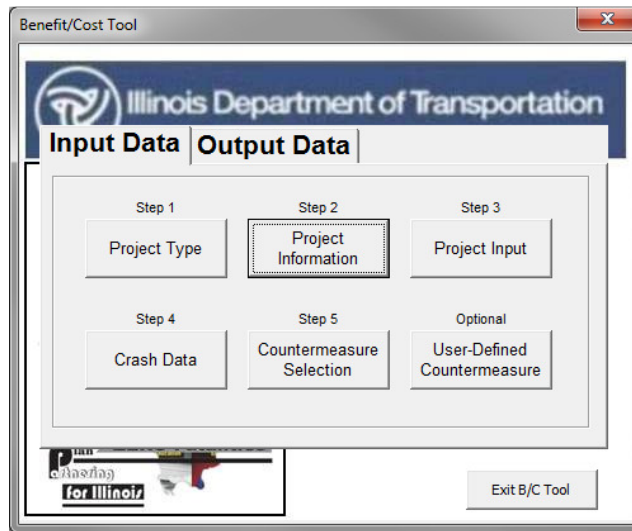 Benefit/Cost Tool
Illinois Department of Transportation
Input Data
Output Data
Step 1
Step 2
Step 3
Project Type
Project
Information
Project Input
Step 4
Step 5
Optional
Crash Data
Countermeasure
Selection
User-Defined
Countermeasure
Plan
for Illinois
Exit B/C Tool